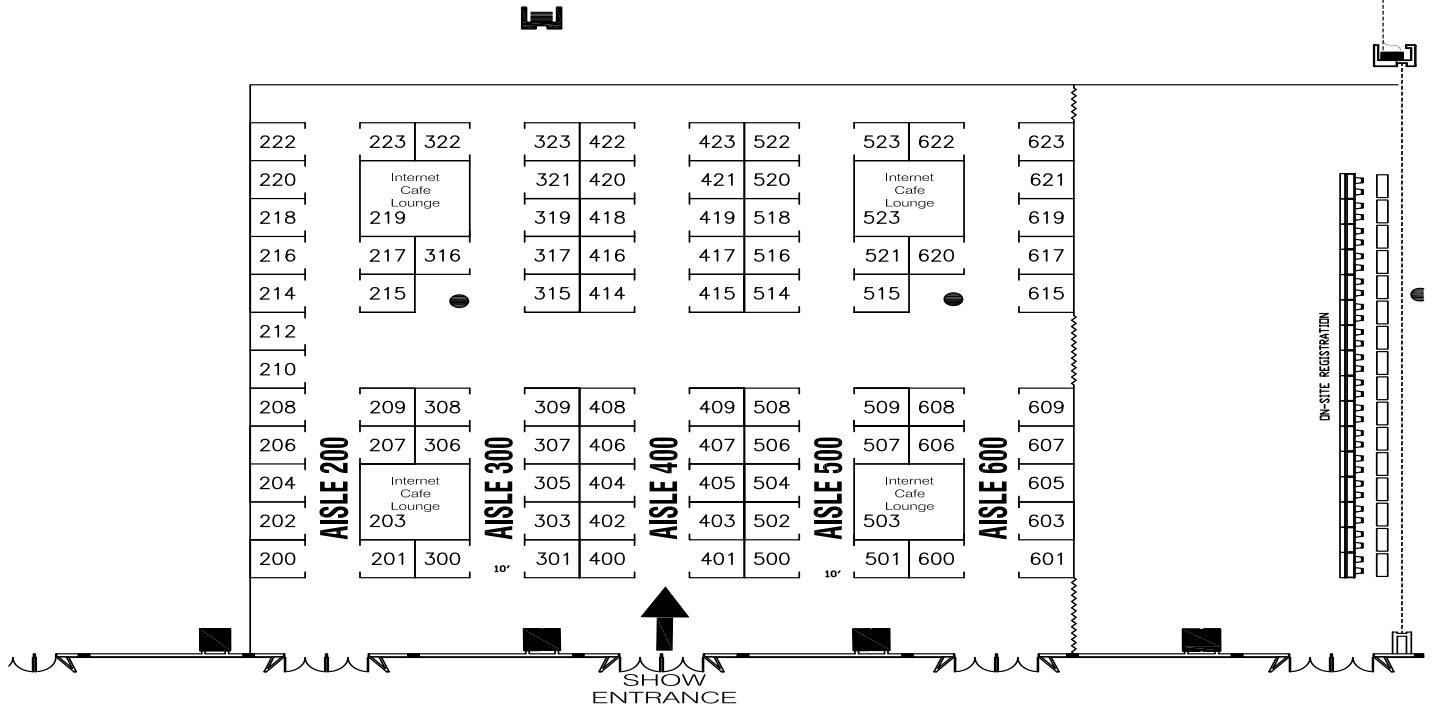 222 223 322 323 422 423 522 523 622 623
220 Internet Cafe Lounge 321 420 421 520 Internet Cafe Lounge 621
218 219 319 418 419 518 523 619
216 217 316 317 416 417 516 521 620 617
214 215 315 414 415 514 515 615
212
210
208 209 308 309 408 409 508 509 608 609
206 207 306 307 406 407 506 507 606 607
204 Internet Cafe Lounge 305 404 405 504 Internet Cafe Lounge 605
202 203 303 402 403 502 503 603
200 201 300 301 400 401 500 501 600 601
AISLE 200
AISLE 300
AISLE 400
AISLE 500
AISLE 600
10'
10'
ON-SITE REGISTRATION
SHOW
ENTRANCE